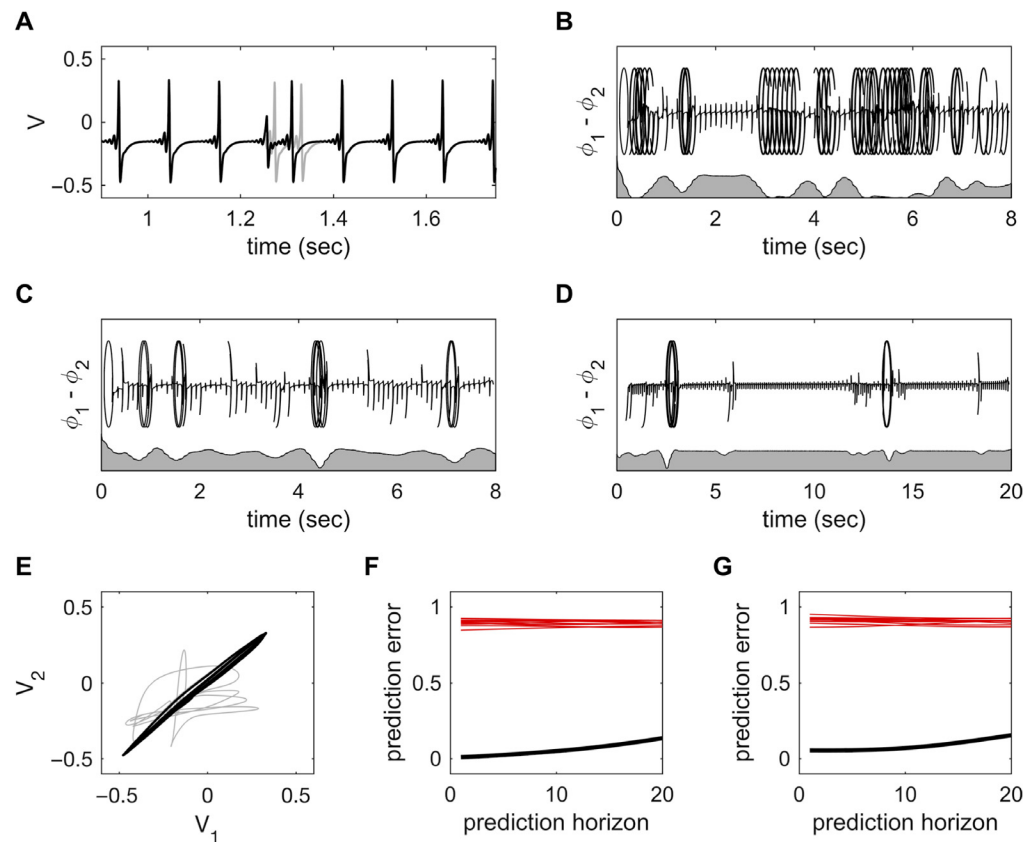 A
B
0.5
0
−0.5
V
1
1.2
1.4
1.6
time (sec)
ϕ1 - ϕ2
0
2
4
6
8
time (sec)
C
D
ϕ1 - ϕ2
0
2
4
6
8
time (sec)
ϕ1 - ϕ2
0
5
10
15
20
time (sec)
E
F
G
0.5
0
−0.5
V2
−0.5
0
0.5
V1
1
0.5
0
prediction error
0
10
20
prediction horizon
1
0.5
0
prediction error
0
10
20
prediction horizon